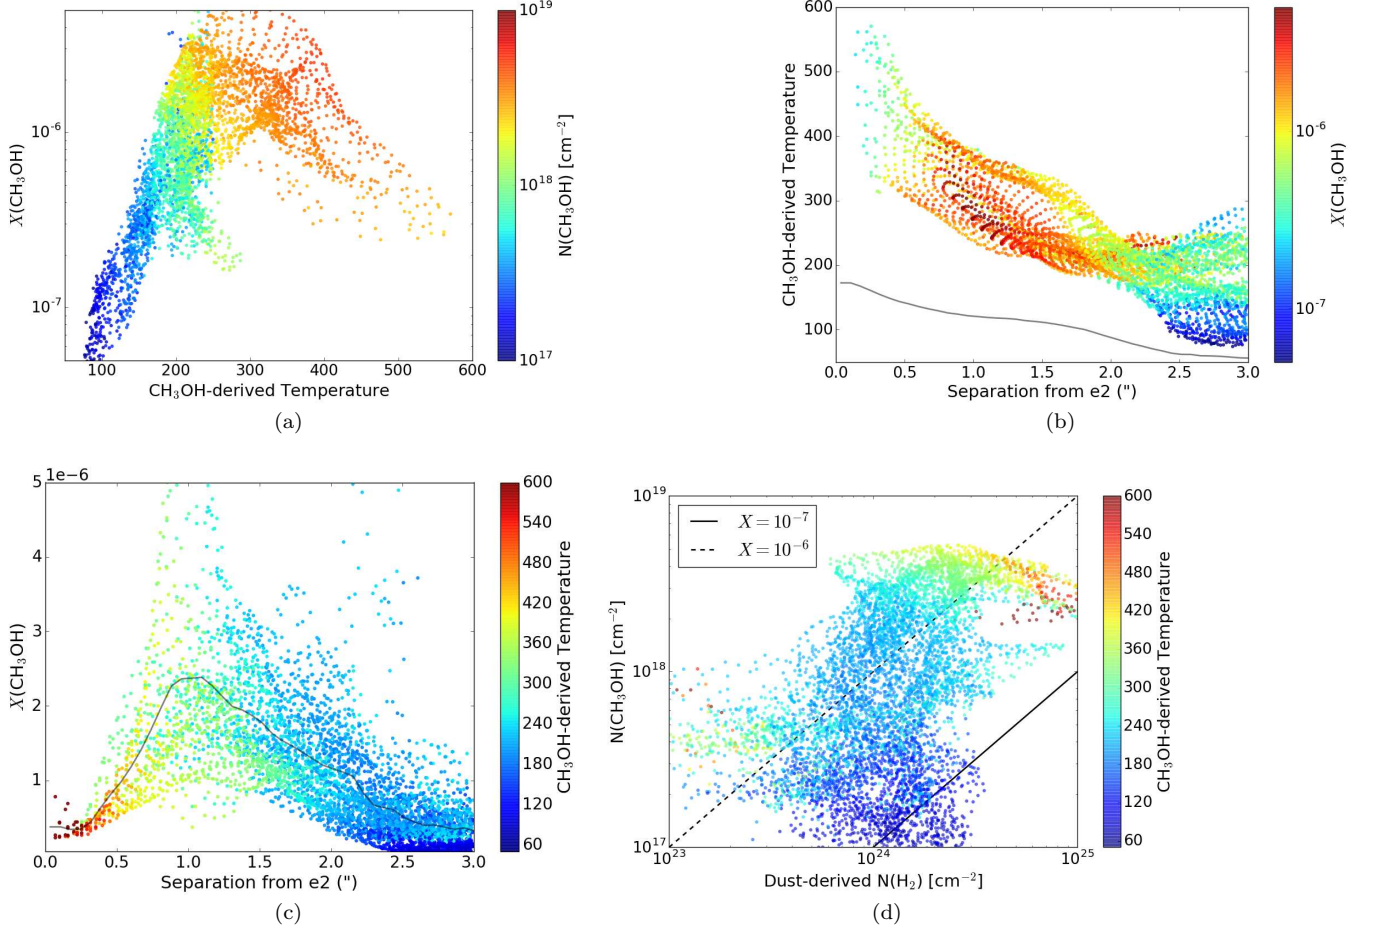 10^19
10^18
10^17
N(CH₃OH) [cm⁻²]
X(CH₃OH)
10^-6
10^-7
100 200 300 400 500 600
CH₃OH-derived Temperature
(a)
600
500
400
300
200
100
CH₃OH-derived Temperature
0.0 0.5 1.0 1.5 2.0 2.5 3.0
Separation from e2 (")
10^-6
10^-7
X(CH₃OH)
(b)
1e−6
5
4
3
2
1
X(CH₃OH)
0.0 0.5 1.0 1.5 2.0 2.5 3.0
Separation from e2 (")
600
540
480
420
360
300
240
180
120
60
CH₃OH-derived Temperature
(c)
10^19
10^18
10^17
N(CH₃OH) [cm⁻²]
X = 10^-7
X = 10^-6
10^23 10^24 10^25
Dust-derived N(H₂) [cm⁻²]
600
540
480
420
360
300
240
180
120
60
CH₃OH-derived Temperature
(d)